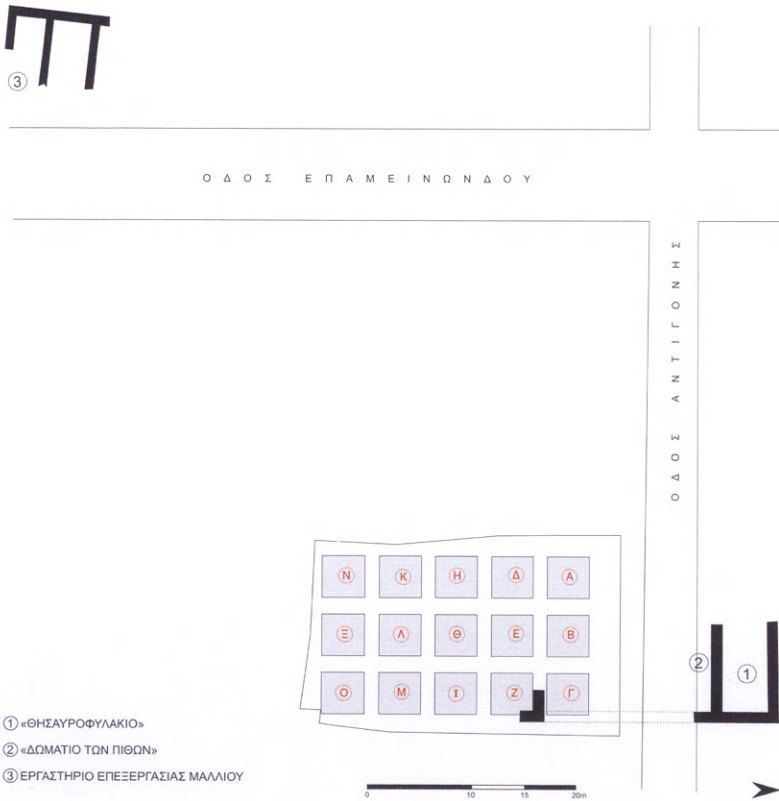 ③
ΟΔΟΣ ΕΠΑΜΕΙΝΩΝΔΟΥ
ΟΔΟΣ ΑΝΤΙΓΟΝΗΣ
Ν Κ Η Δ Α
Ξ Λ Θ Ε Β
Ο Μ Ι Ζ Γ
② ①
① «ΘΗΣΑΥΡΟΦΥΛΑΚΙΟ»
② «ΔΩΜΑΤΙΟ ΤΩΝ ΠΙΘΩΝ»
③ ΕΡΓΑΣΤΗΡΙΟ ΕΠΕΞΕΡΓΑΣΙΑΣ ΜΑΛΛΙΟΥ
0 10 15 20m